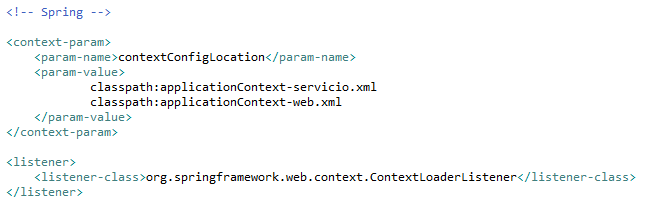 <!-- Spring -->
<context-param>
<param-name>contextConfigLocation</param-name>
<param-value>
classpath:applicationContext-servicio.xml
classpath:applicationContext-web.xml
</param-value>
</context-param>
<listener>
<listener-class>org.springframework.web.context.ContextLoaderListener</listener-class>
</listener>